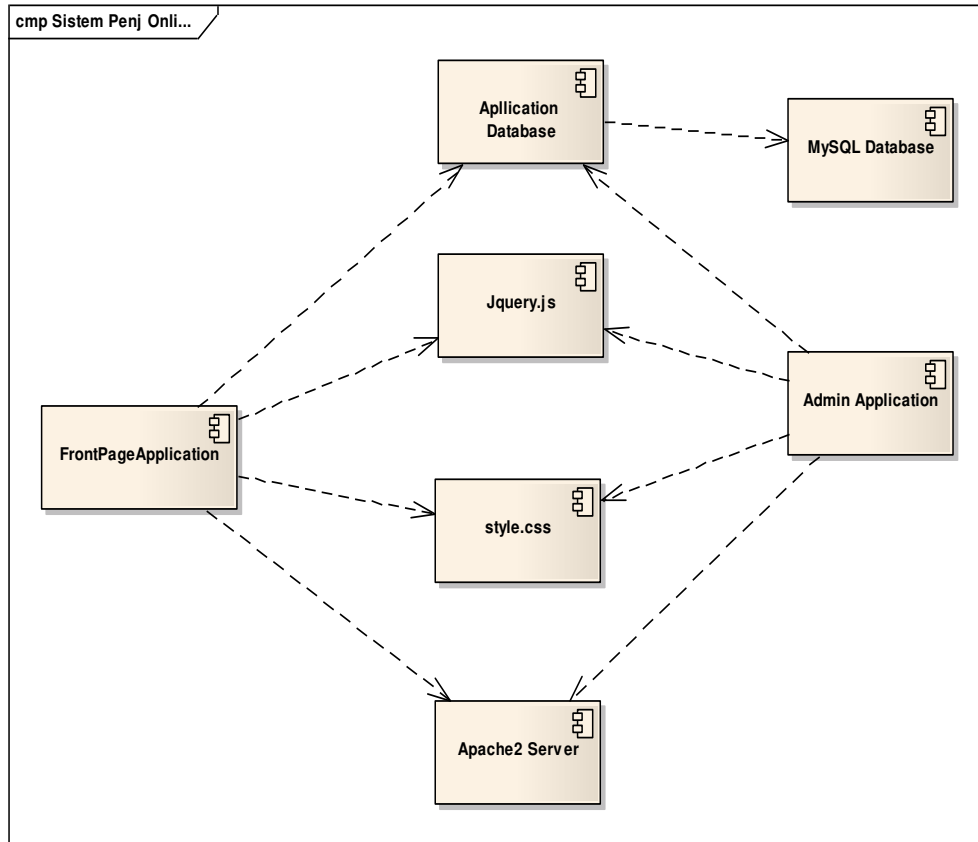 cmp Sistem Penj Onli...
Apllication
Database
MySQL Database
Jquery.js
Admin Application
FrontPageApplication
style.css
Apache2 Server